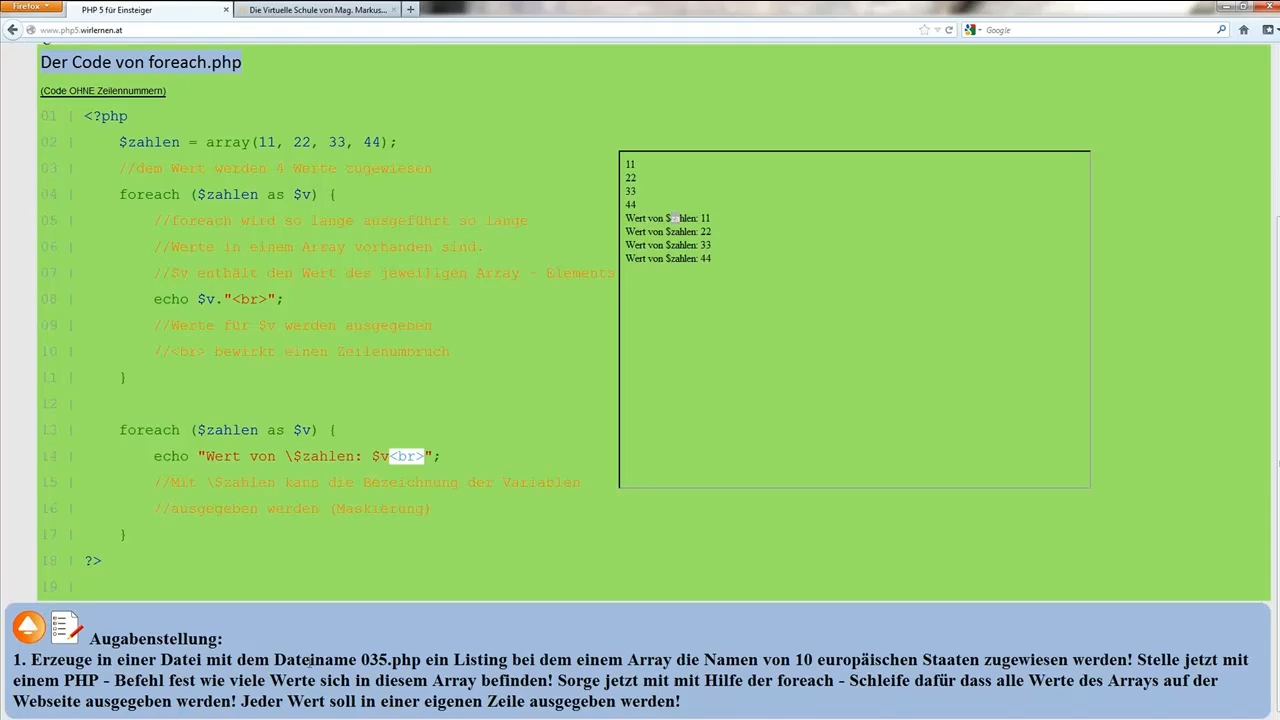 Firefox
PHP 5 für Einsteiger
Die Virtuelle Schule von Mag. Markus...
www.php5.wirlernen.at
Google
Der Code von foreach.php
(Code OHNE Zeilennummern)
01 | <?php
02 | $zahlen = array(11, 22, 33, 44);
03 | //dem Wert werden 4 Werte zugewiesen
04 | foreach ($zahlen as $v) {
05 | //foreach wird so lange ausgeführt so lange
06 | //Werte in einem Array vorhanden sind.
07 | //$v enthält den Wert des jeweiligen Array - Elements
08 | echo $v."<br>";
09 | //Werte für $v werden ausgegeben
10 | //<br> bewirkt einen Zeilenumbruch
11 | }
12 |
13 | foreach ($zahlen as $v) {
14 | echo "Wert von \$zahlen: $v<br>";
15 | //Mit \$zahlen kann die Bezeichnung der Variablen
16 | //ausgegeben werden (Maskierung)
17 | }
18 | ?>
19 |
11
22
33
44
Wert von $zahlen: 11
Wert von $zahlen: 22
Wert von $zahlen: 33
Wert von $zahlen: 44
Augabenstellung:
1. Erzeuge in einer Datei mit dem Dateiname 035.php ein Listing bei dem einem Array die Namen von 10 europäischen Staaten zugewiesen werden! Stelle jetzt mit
einem PHP - Befehl fest wie viele Werte sich in diesem Array befinden! Sorge jetzt mit mit Hilfe der foreach - Schleife dafür dass alle Werte des Arrays auf der
Webseite ausgegeben werden! Jeder Wert soll in einer eigenen Zeile ausgegeben werden!